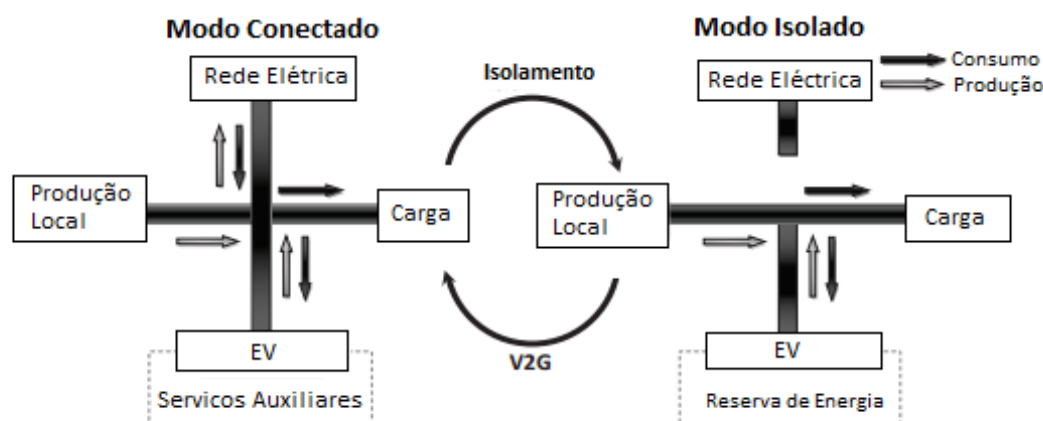 Modo Conectado
Rede Elétrica
Produção
Local
Carga
EV
Servicos Auxiliares
Isolamento
V2G
Modo Isolado
Rede Eléctrica
Consumo
Produção
Produção
Local
Carga
EV
Reserva de Energia